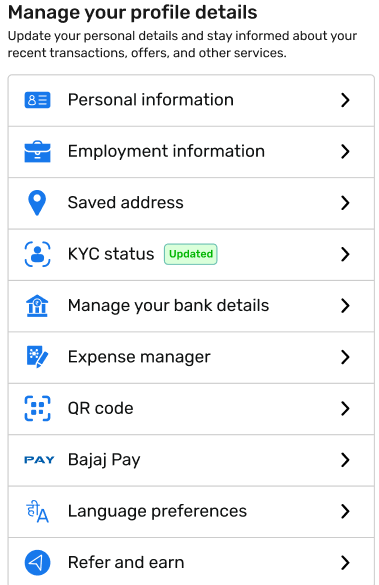 Manage your profile details
Update your personal details and stay informed about your
recent transactions, offers, and other services.
Personal information
Employment information
Saved address
KYC status Updated
Manage your bank details
Expense manager
QR code
PAY Bajaj Pay
हीA Language preferences
Refer and earn